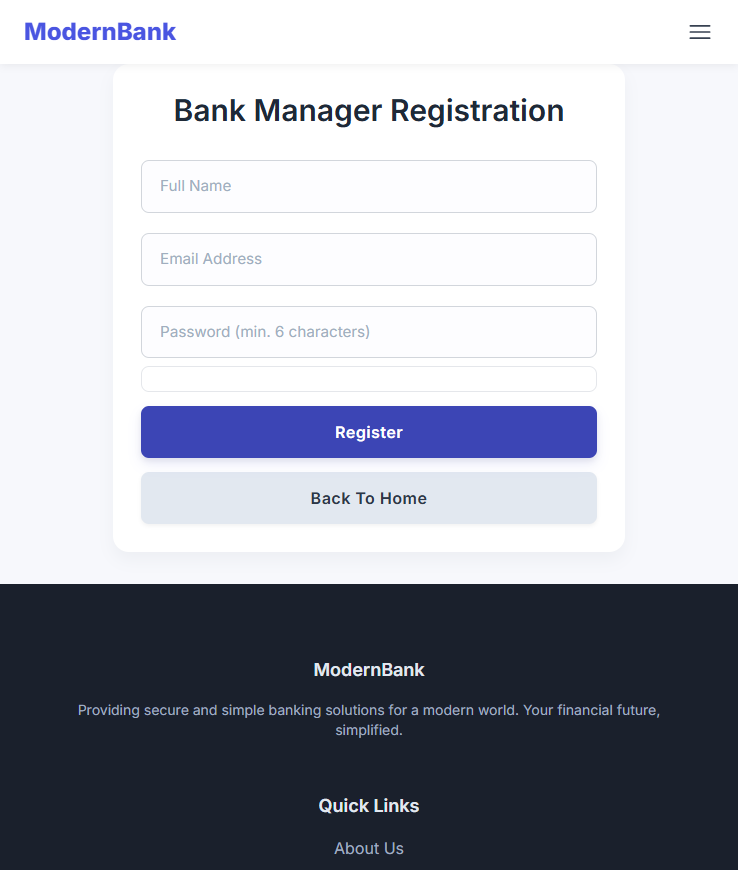 ModernBank
Bank Manager Registration
Full Name
Email Address
Password (min. 6 characters)
Register
Back To Home
ModernBank
Providing secure and simple banking solutions for a modern world. Your financial future,
simplified.
Quick Links
About Us